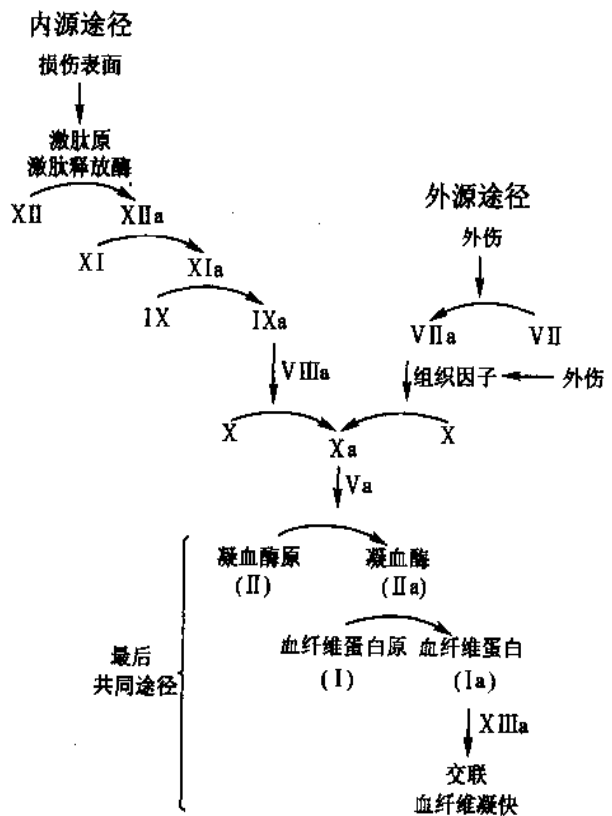 内源途径
损伤表面
激肽原
激肽释放酶
XII
XIIa
XI
XIa
IX
IXa
VIIIa
外源途径
外伤
VIIa
VII
组织因子
外伤
X
X
Xa
Va
最后
共同途径
凝血酶原
(II)
凝血酶
(IIa)
血纤维蛋白原
(I)
血纤维蛋白
(Ia)
XIIIa
交联
血纤维凝快